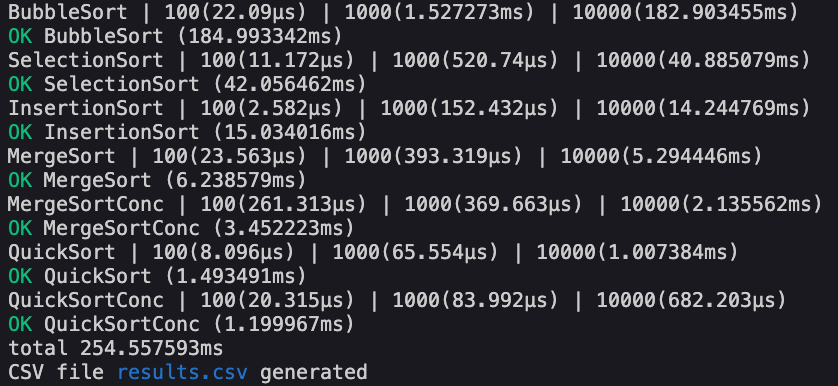 BubbleSort | 100(22.09µs) | 1000(1.527273ms) | 10000(182.903455ms)
OK BubbleSort (184.993342ms)
SelectionSort | 100(11.172µs) | 1000(520.74µs) | 10000(40.885079ms)
OK SelectionSort (42.056462ms)
InsertionSort | 100(2.582µs) | 1000(152.432µs) | 10000(14.244769ms)
OK InsertionSort (15.034016ms)
MergeSort | 100(23.563µs) | 1000(393.319µs) | 10000(5.294446ms)
OK MergeSort (6.238579ms)
MergeSortConc | 100(261.313µs) | 1000(369.663µs) | 10000(2.135562ms)
OK MergeSortConc (3.452223ms)
QuickSort | 100(8.096µs) | 1000(65.554µs) | 10000(1.007384ms)
OK QuickSort (1.493491ms)
QuickSortConc | 100(20.315µs) | 1000(83.992µs) | 10000(682.203µs)
OK QuickSortConc (1.199967ms)
total 254.557593ms
CSV file results.csv generated